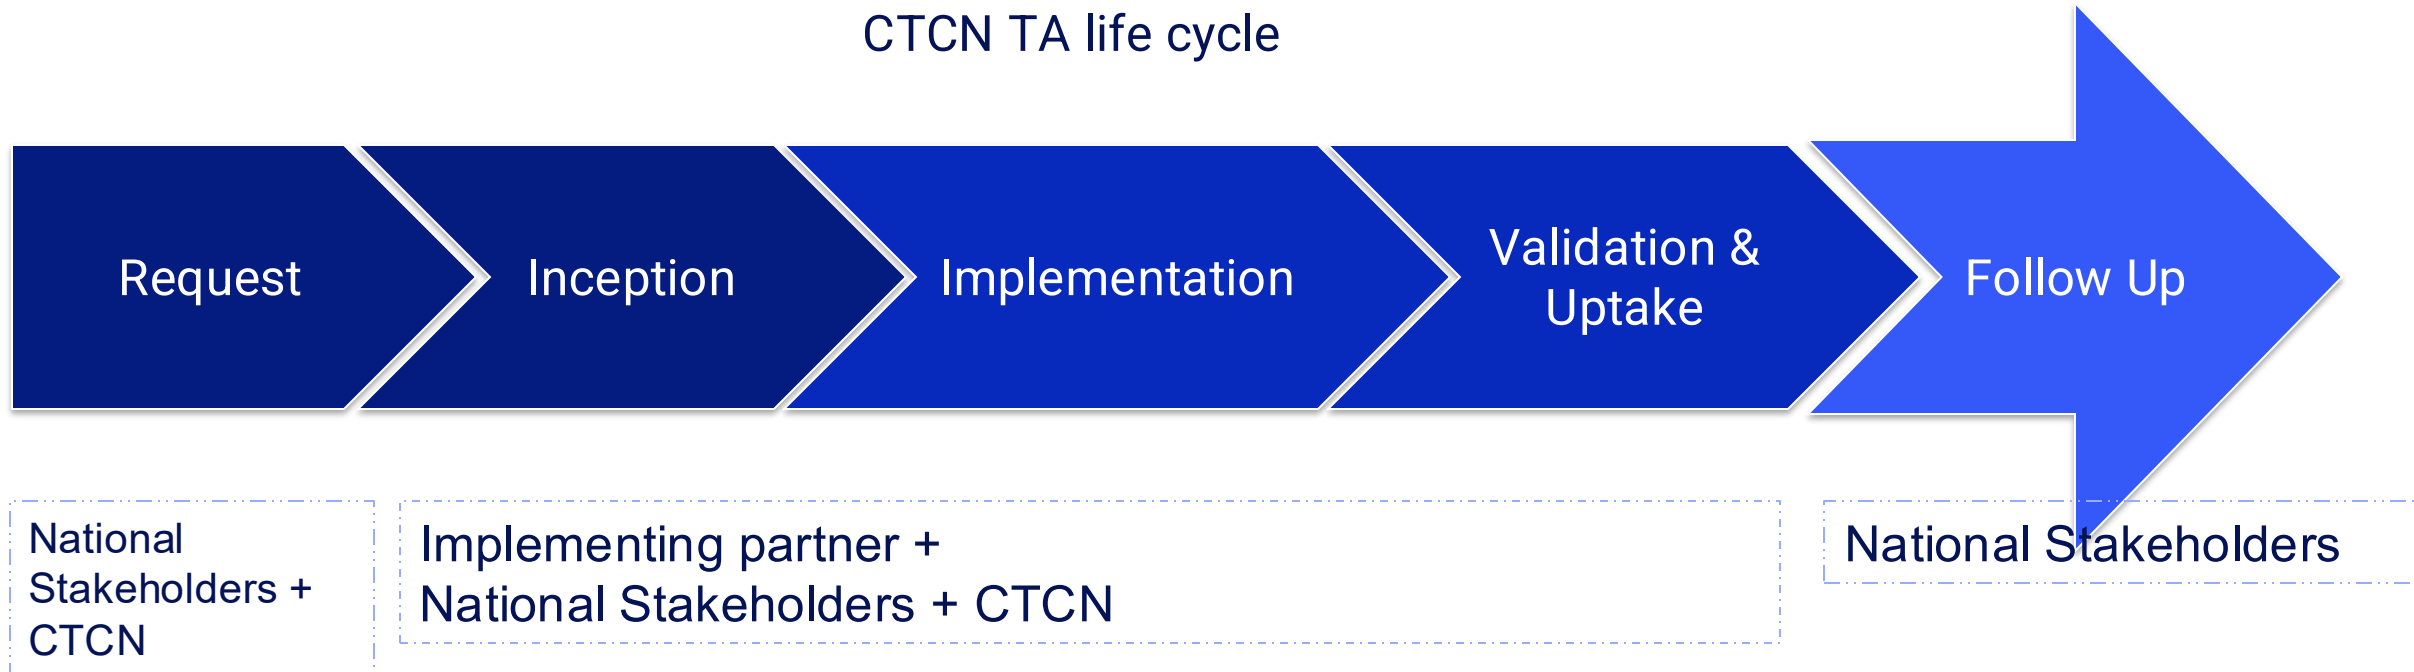 CTCN TA life cycle
Request
Inception
Implementation
Validation &
Uptake
Follow Up
National
Stakeholders +
CTCN
Implementing partner +
National Stakeholders + CTCN
National Stakeholders